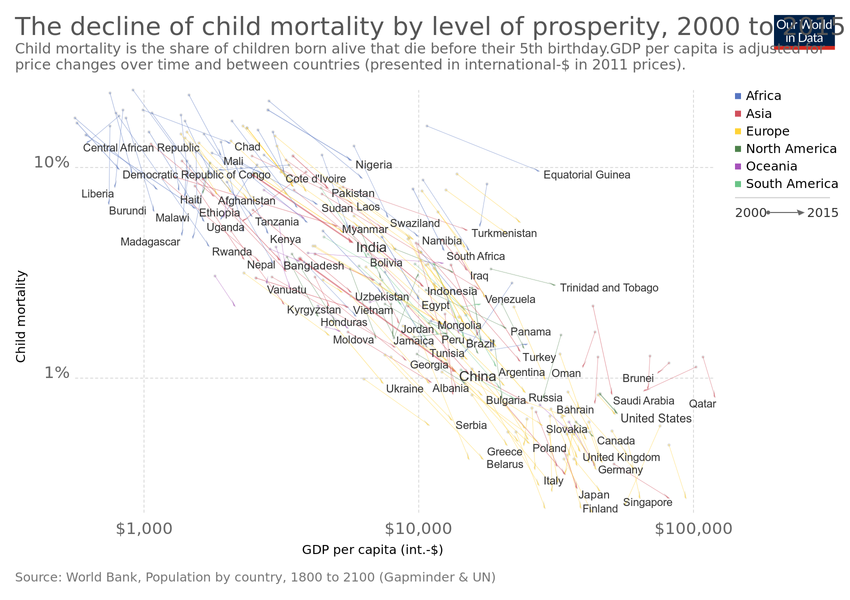 The decline of child mortality by level of prosperity, 2000 to 2015
Our World
in Data
Child mortality is the share of children born alive that die before their 5th birthday.GDP per capita is adjusted for
price changes over time and between countries (presented in international-$ in 2011 prices).
Africa
Asia
Europe
North America
Oceania
South America
2000 2015
Child mortality
10%
1%
Central African Republic
Chad
Mali
Nigeria
Democratic Republic of Congo
Cote d'Ivoire
Equatorial Guinea
Liberia
Haiti
Afghanistan
Pakistan
Burundi
Malawi
Ethiopia
Sudan
Laos
Uganda
Tanzania
Myanmar
Swaziland
Turkmenistan
Madagascar
Kenya
India
Namibia
Rwanda
Nepal
Bangladesh
Bolivia
South Africa
Iraq
Vanuatu
Uzbekistan
Indonesia
Trinidad and Tobago
Kyrgyzstan
Vietnam
Egypt
Venezuela
Honduras
Jordan
Mongolia
Panama
Moldova
Jamaica
Peru
Brazil
Tunisia
Turkey
Georgia
China
Argentina
Oman
Brunei
Ukraine
Albania
Bulgaria
Russia
Saudi Arabia
Qatar
Bahrain
United States
Serbia
Slovakia
Canada
Greece
Poland
United Kingdom
Belarus
Germany
Italy
Japan
Singapore
Finland
$1,000
$10,000
$100,000
GDP per capita (int.-$)
Source: World Bank, Population by country, 1800 to 2100 (Gapminder & UN)